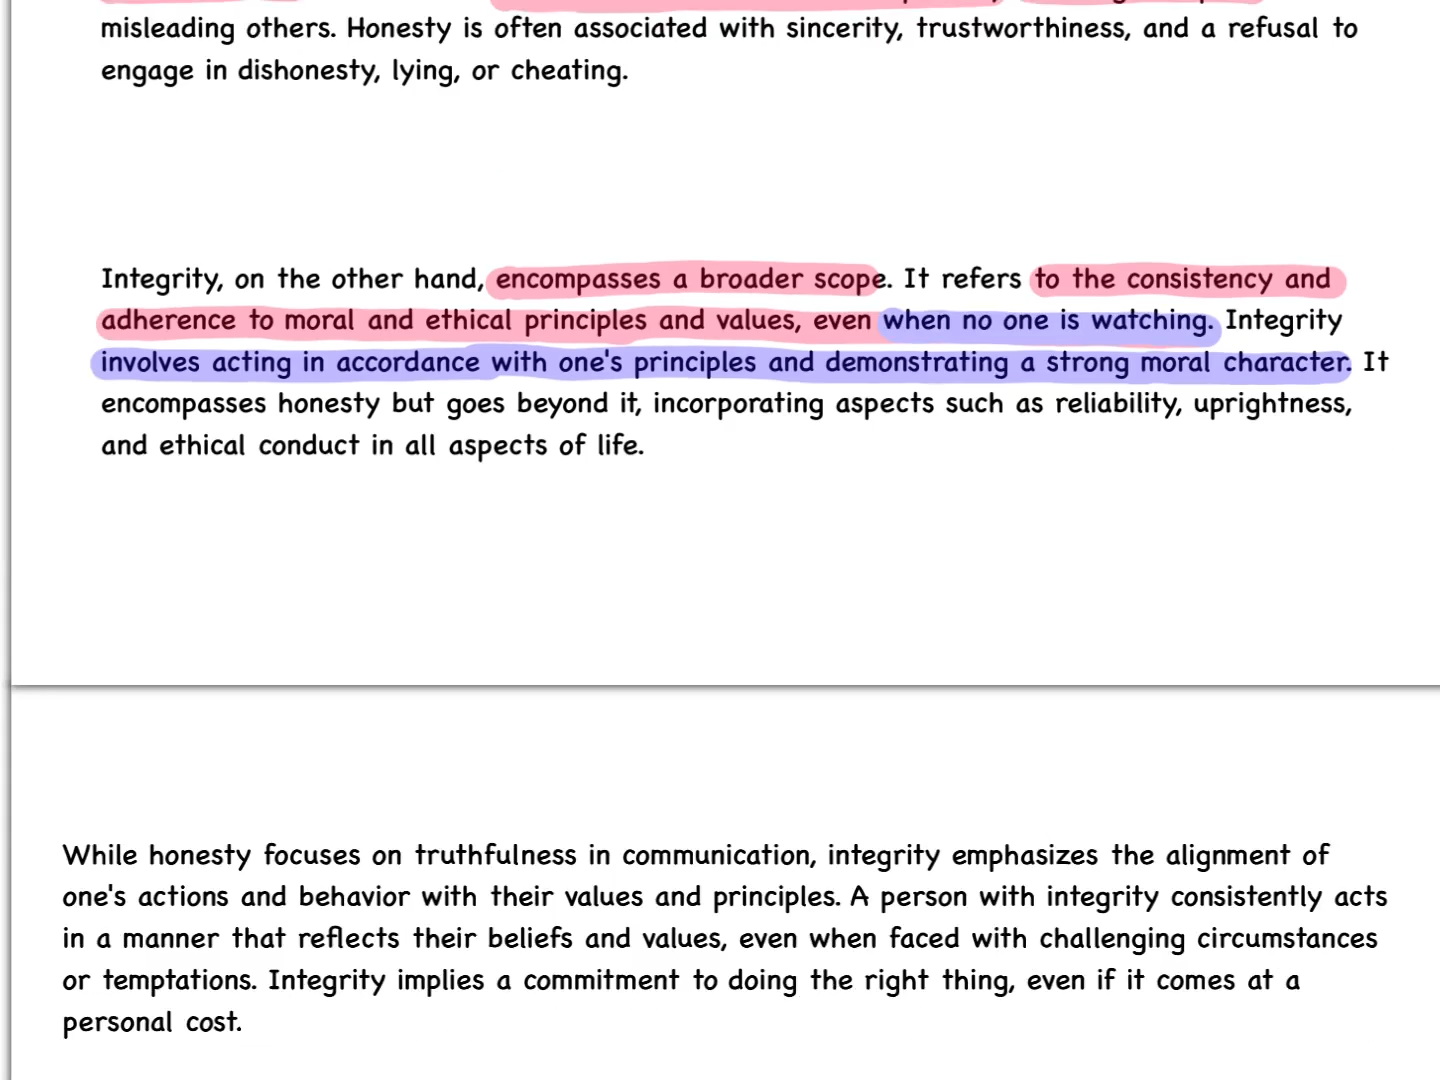 misleading others. Honesty is often associated with sincerity, trustworthiness, and a refusal to
engage in dishonesty, lying, or cheating.
Integrity, on the other hand, encompasses a broader scope. It refers to the consistency and
adherence to moral and ethical principles and values, even when no one is watching. Integrity
involves acting in accordance with one's principles and demonstrating a strong moral character. It
encompasses honesty but goes beyond it, incorporating aspects such as reliability, uprightness,
and ethical conduct in all aspects of life.
While honesty focuses on truthfulness in communication, integrity emphasizes the alignment of
one's actions and behavior with their values and principles. A person with integrity consistently acts
in a manner that reflects their beliefs and values, even when faced with challenging circumstances
or temptations. Integrity implies a commitment to doing the right thing, even if it comes at a
personal cost.